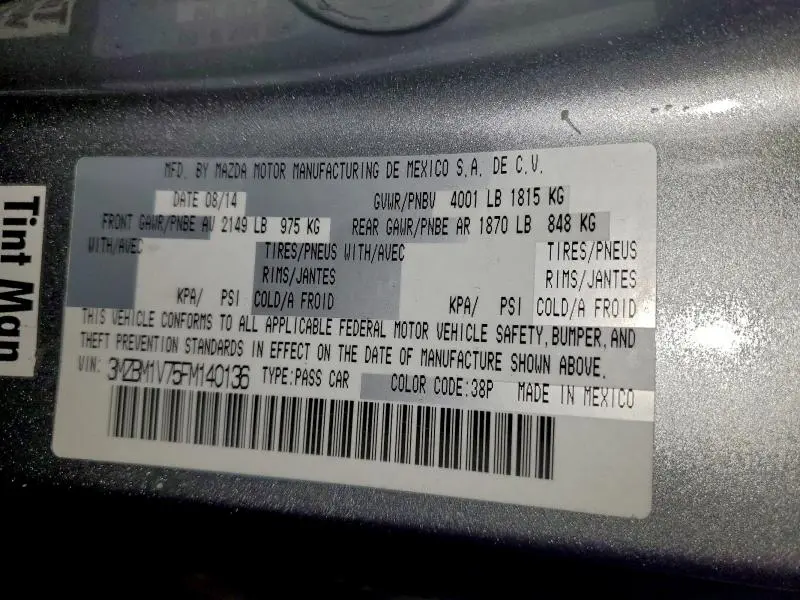 MFD. BY MAZDA MOTOR MANUFACTURING DE MEXICO S.A. DE C.V.
DATE 08/14 GVWR/PNBV 4001 LB 1815 KG
FRONT GAWR/PNBE AV 2149 LB 975 KG REAR GAWR/PNBE AR 1870 LB 848 KG
WITH/AVEC TIRES/PNEUS WITH/AVEC TIRES/PNEUS
RIMS/JANTES RIMS/JANTES
KPA/ PSI COLD/A FROID KPA/ PSI COLD/A FROID
THIS VEHICLE CONFORMS TO ALL APPLICABLE FEDERAL MOTOR VEHICLE SAFETY, BUMPER, AND
THEFT PREVENTION STANDARDS IN EFFECT ON THE DATE OF MANUFACTURE SHOWN ABOVE.
VIN: 3MZBM1V75FM140136 TYPE:PASS CAR COLOR CODE:38P MADE IN MEXICO
Tint Man